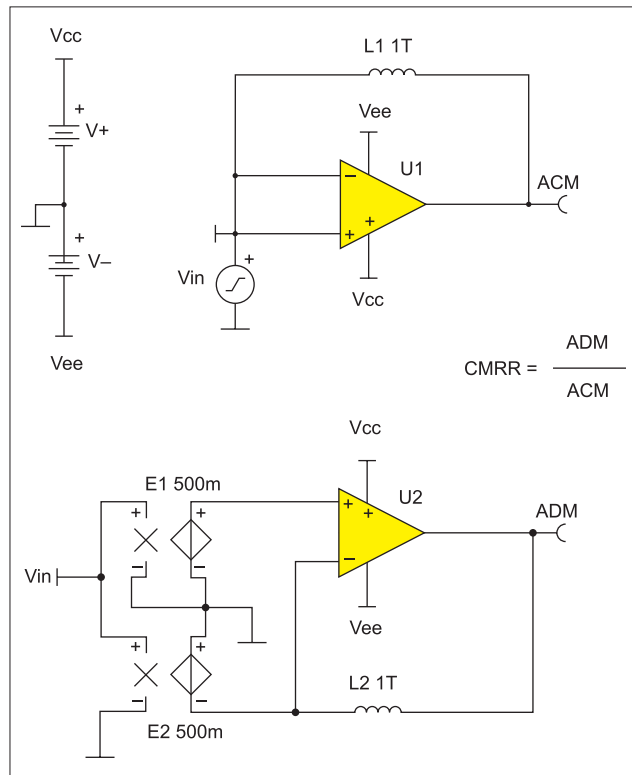 Vcc
+
V+
+
V–
Vee
L1 1T
Vee
U1
–
+
+
ACM
Vcc
Vin
+
CMRR =
ADM
ACM
Vcc
E1 500m
+
–
+
–
+
+
–
U2
ADM
Vin
Vee
+
–
+
–
L2 1T
E2 500m